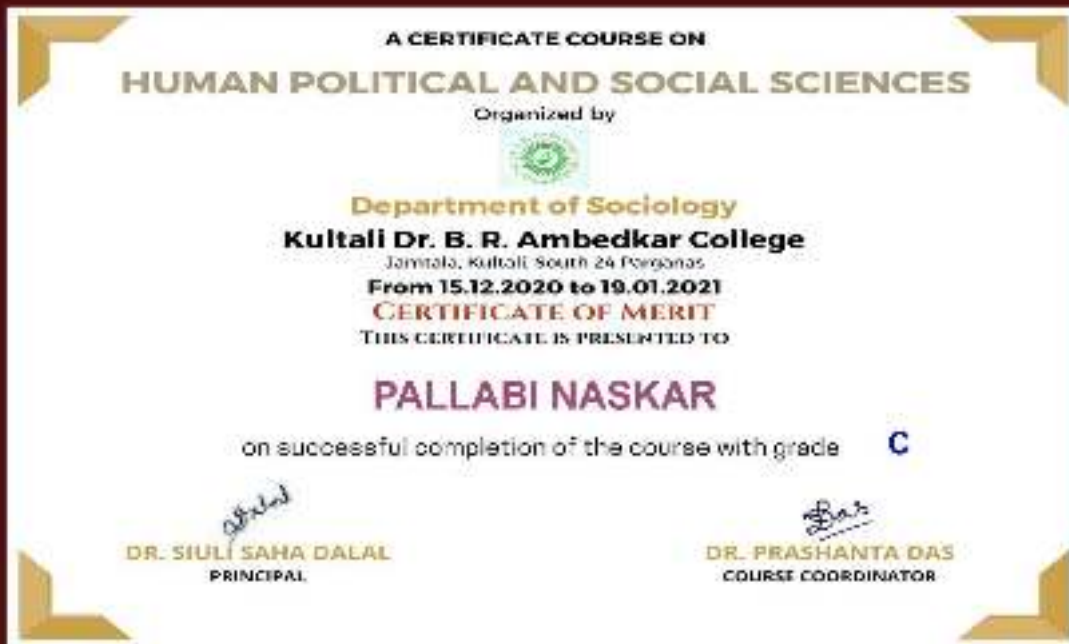 A CERTIFICATE COURSE ON
HUMAN POLITICAL AND SOCIAL SCIENCES
Organized by
Department of Sociology
Kultali Dr. B. R. Ambedkar College
Jamtala, Kultali, South 24 Parganas
From 15.12.2020 to 19.01.2021
CERTIFICATE OF MERIT
THIS CERTIFICATE IS PRESENTED TO
PALLABI NASKAR
on successful completion of the course with grade C
Das
DR. SIULI SAHA DALAL
DR. PRASHANTA DAS
PRINCIPAL
COURSE COORDINATOR